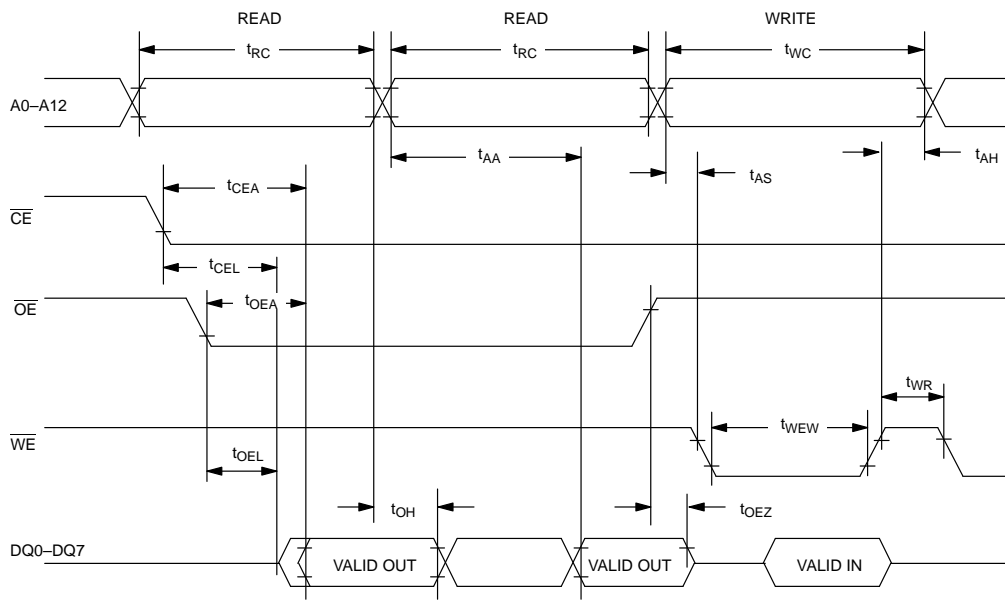 READ READ WRITE
tRC tRC tWC
A0–A12
tAA tAH
tAS
tCEA
CE
tCEL
tOEA
OE
tWR
WE tWEW
tOEL
tOH tOEZ
DQ0–DQ7
VALID OUT VALID OUT VALID IN